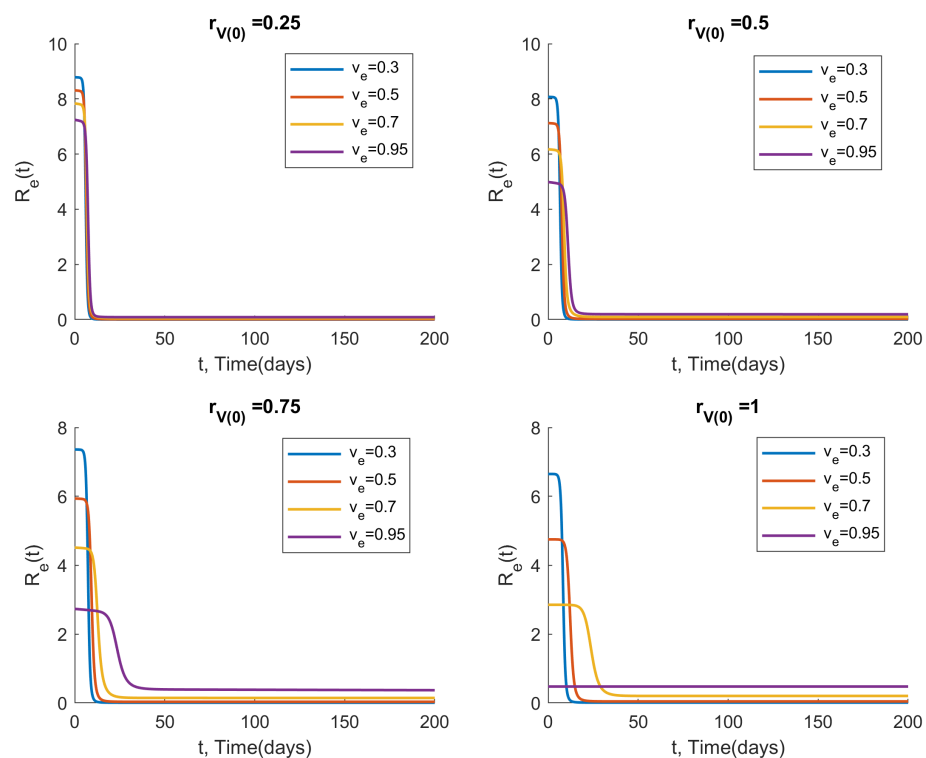 r_V(0) =0.25
10
8
6
4
2
0
R_e(t)
v_e=0.3
v_e=0.5
v_e=0.7
v_e=0.95
0 50 100 150 200
t, Time(days)
r_V(0) =0.5
10
8
6
4
2
0
R_e(t)
v_e=0.3
v_e=0.5
v_e=0.7
v_e=0.95
0 50 100 150 200
t, Time(days)
r_V(0) =0.75
8
6
4
2
0
R_e(t)
v_e=0.3
v_e=0.5
v_e=0.7
v_e=0.95
0 50 100 150 200
t, Time(days)
r_V(0) =1
8
6
4
2
0
R_e(t)
v_e=0.3
v_e=0.5
v_e=0.7
v_e=0.95
0 50 100 150 200
t, Time(days)